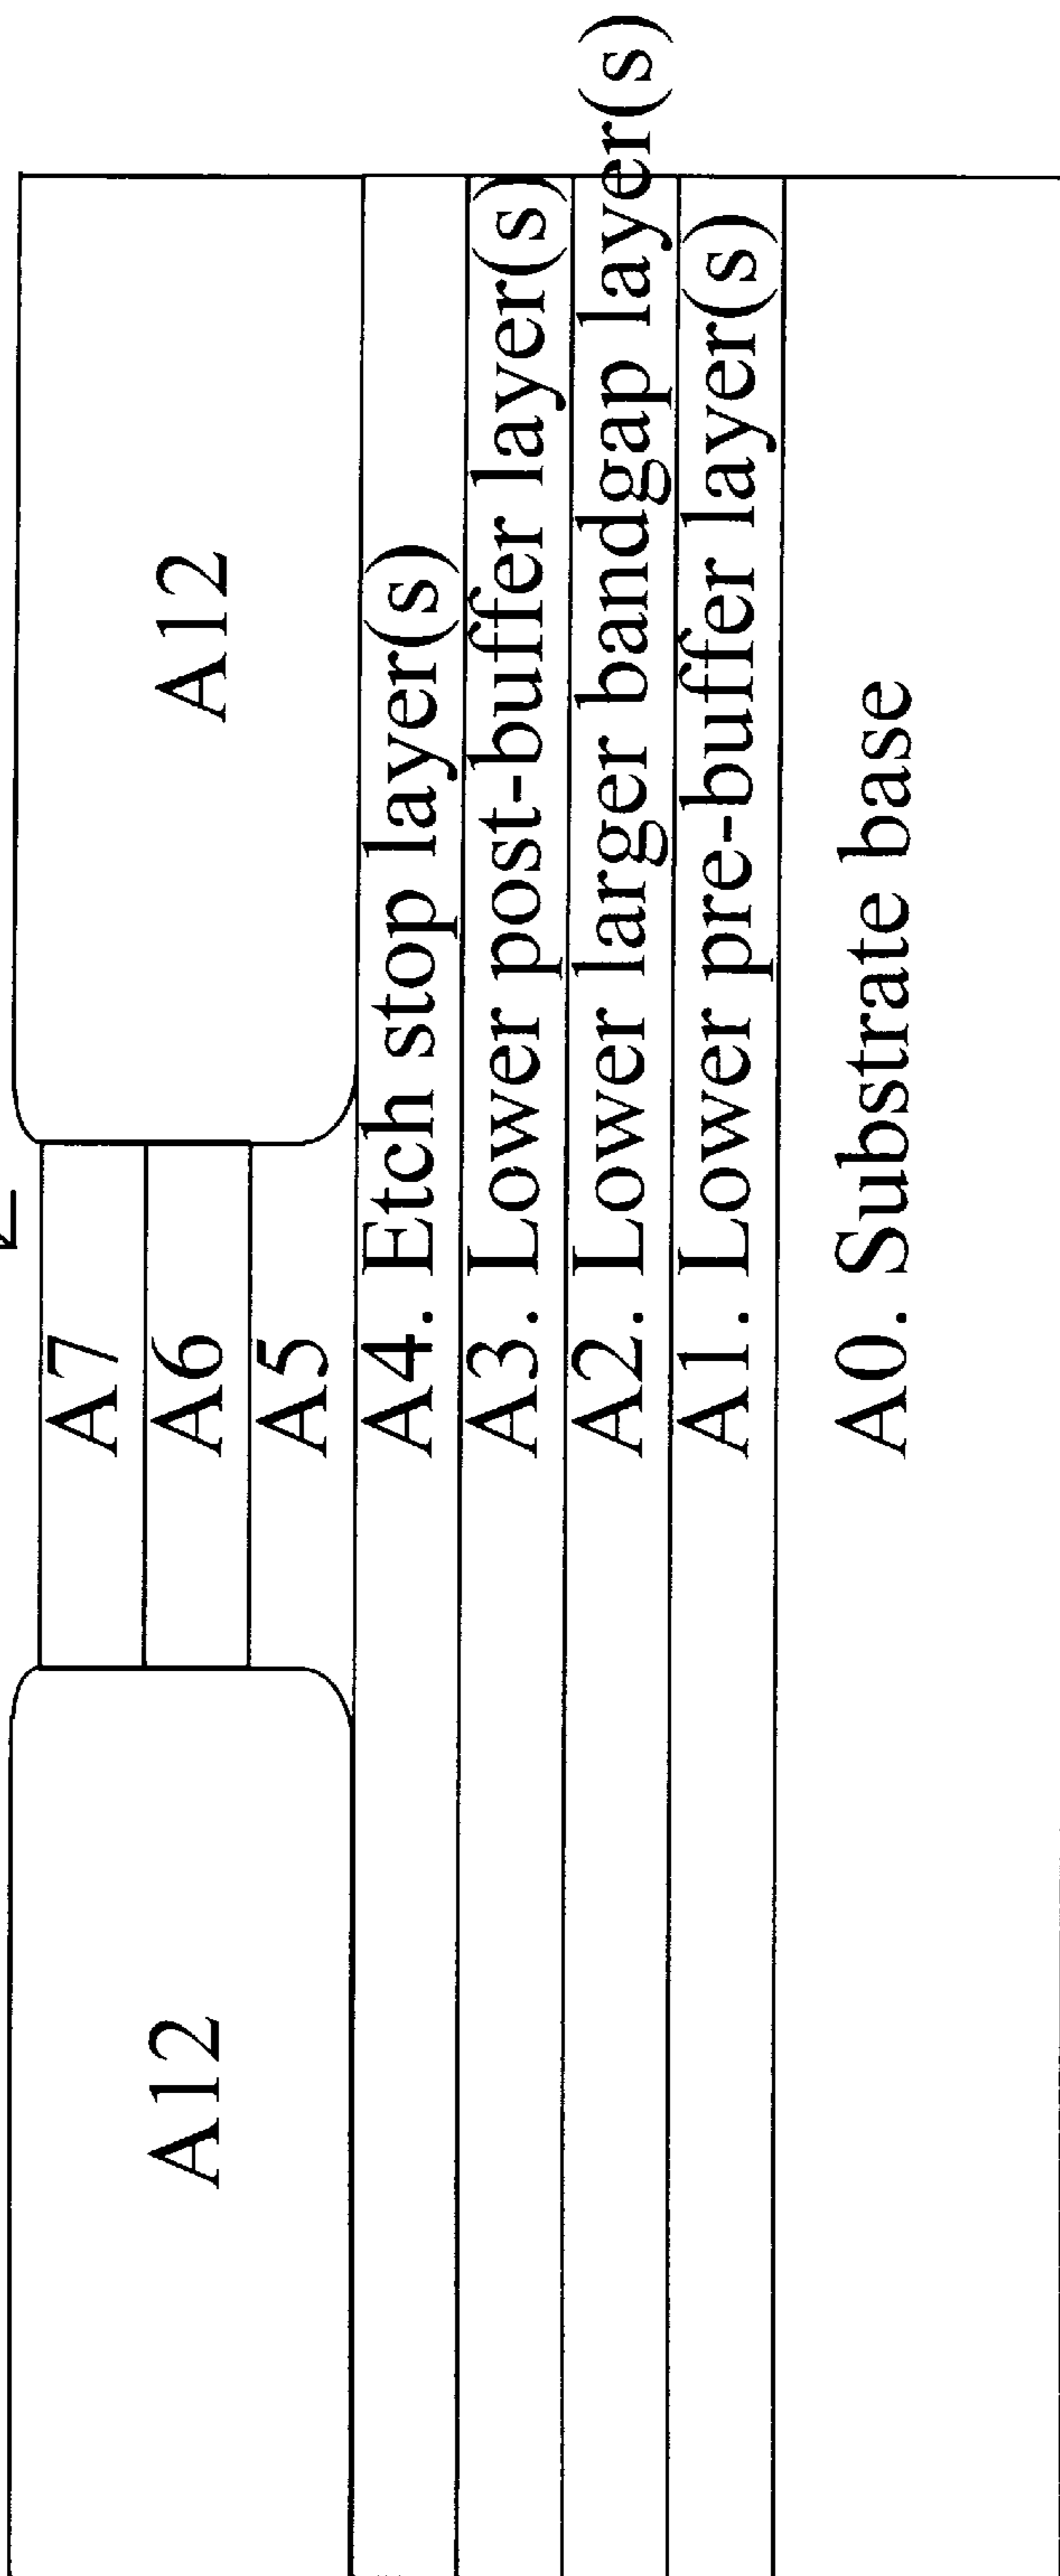 A12
A12
A7
A6
A5
A4. Etch stop layer(s)
A3. Lower post-buffer layer(s)
A2. Lower larger bandgap layer(s)
A1. Lower pre-buffer layer(s)
A0. Substrate base